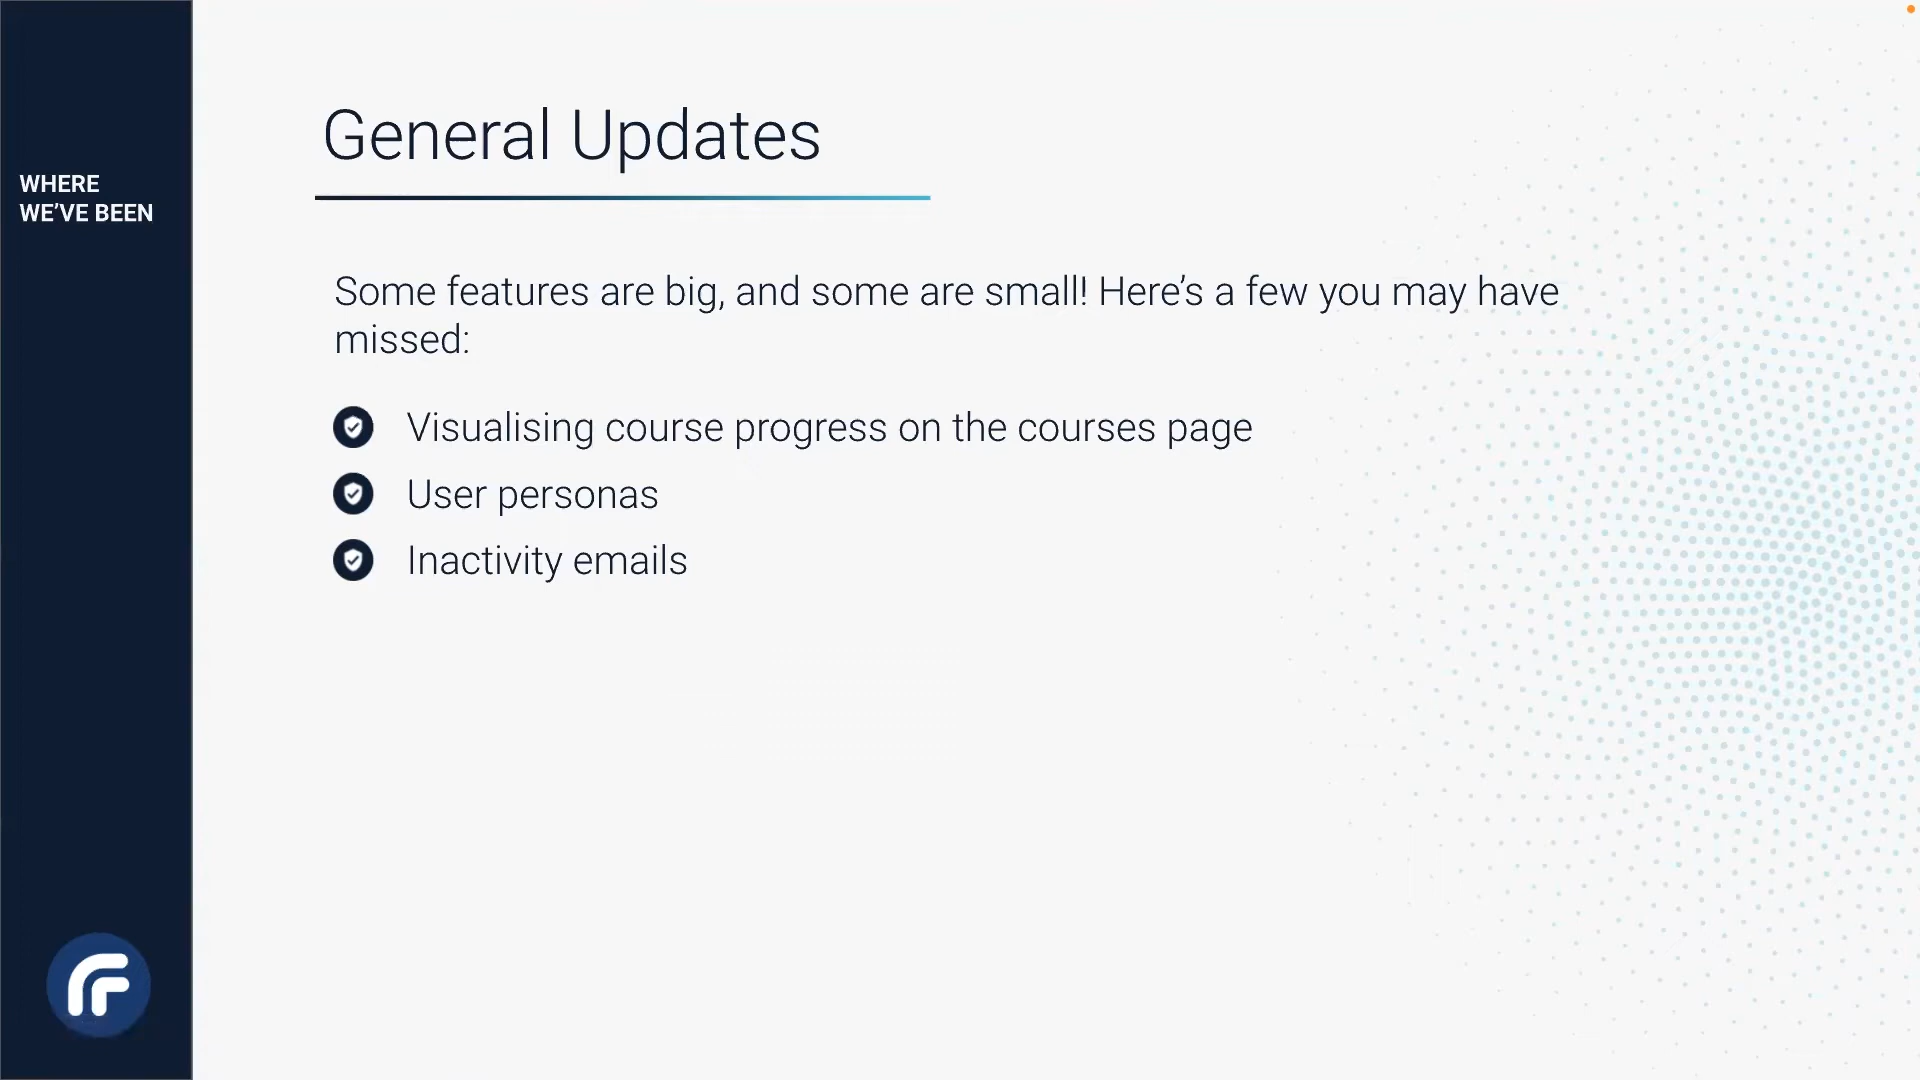 WHERE
WE’VE BEEN
General Updates
Some features are big, and some are small! Here’s a few you may have
missed:
Visualising course progress on the courses page
User personas
Inactivity emails